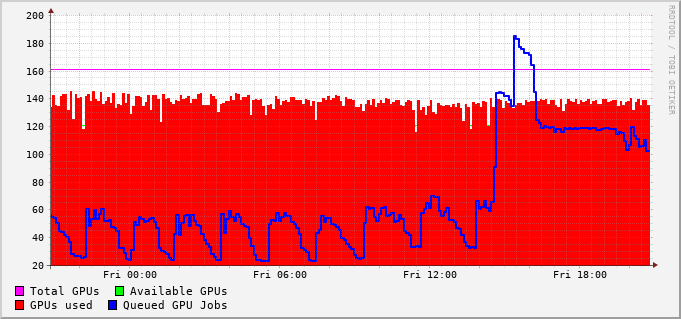 200
180
160
140
120
100
80
60
40
20
Fri 00:00 Fri 06:00 Fri 12:00 Fri 18:00
Total GPUs Available GPUs
GPUs used Queued GPU Jobs
RRDTOOL / TOBI OETIKER